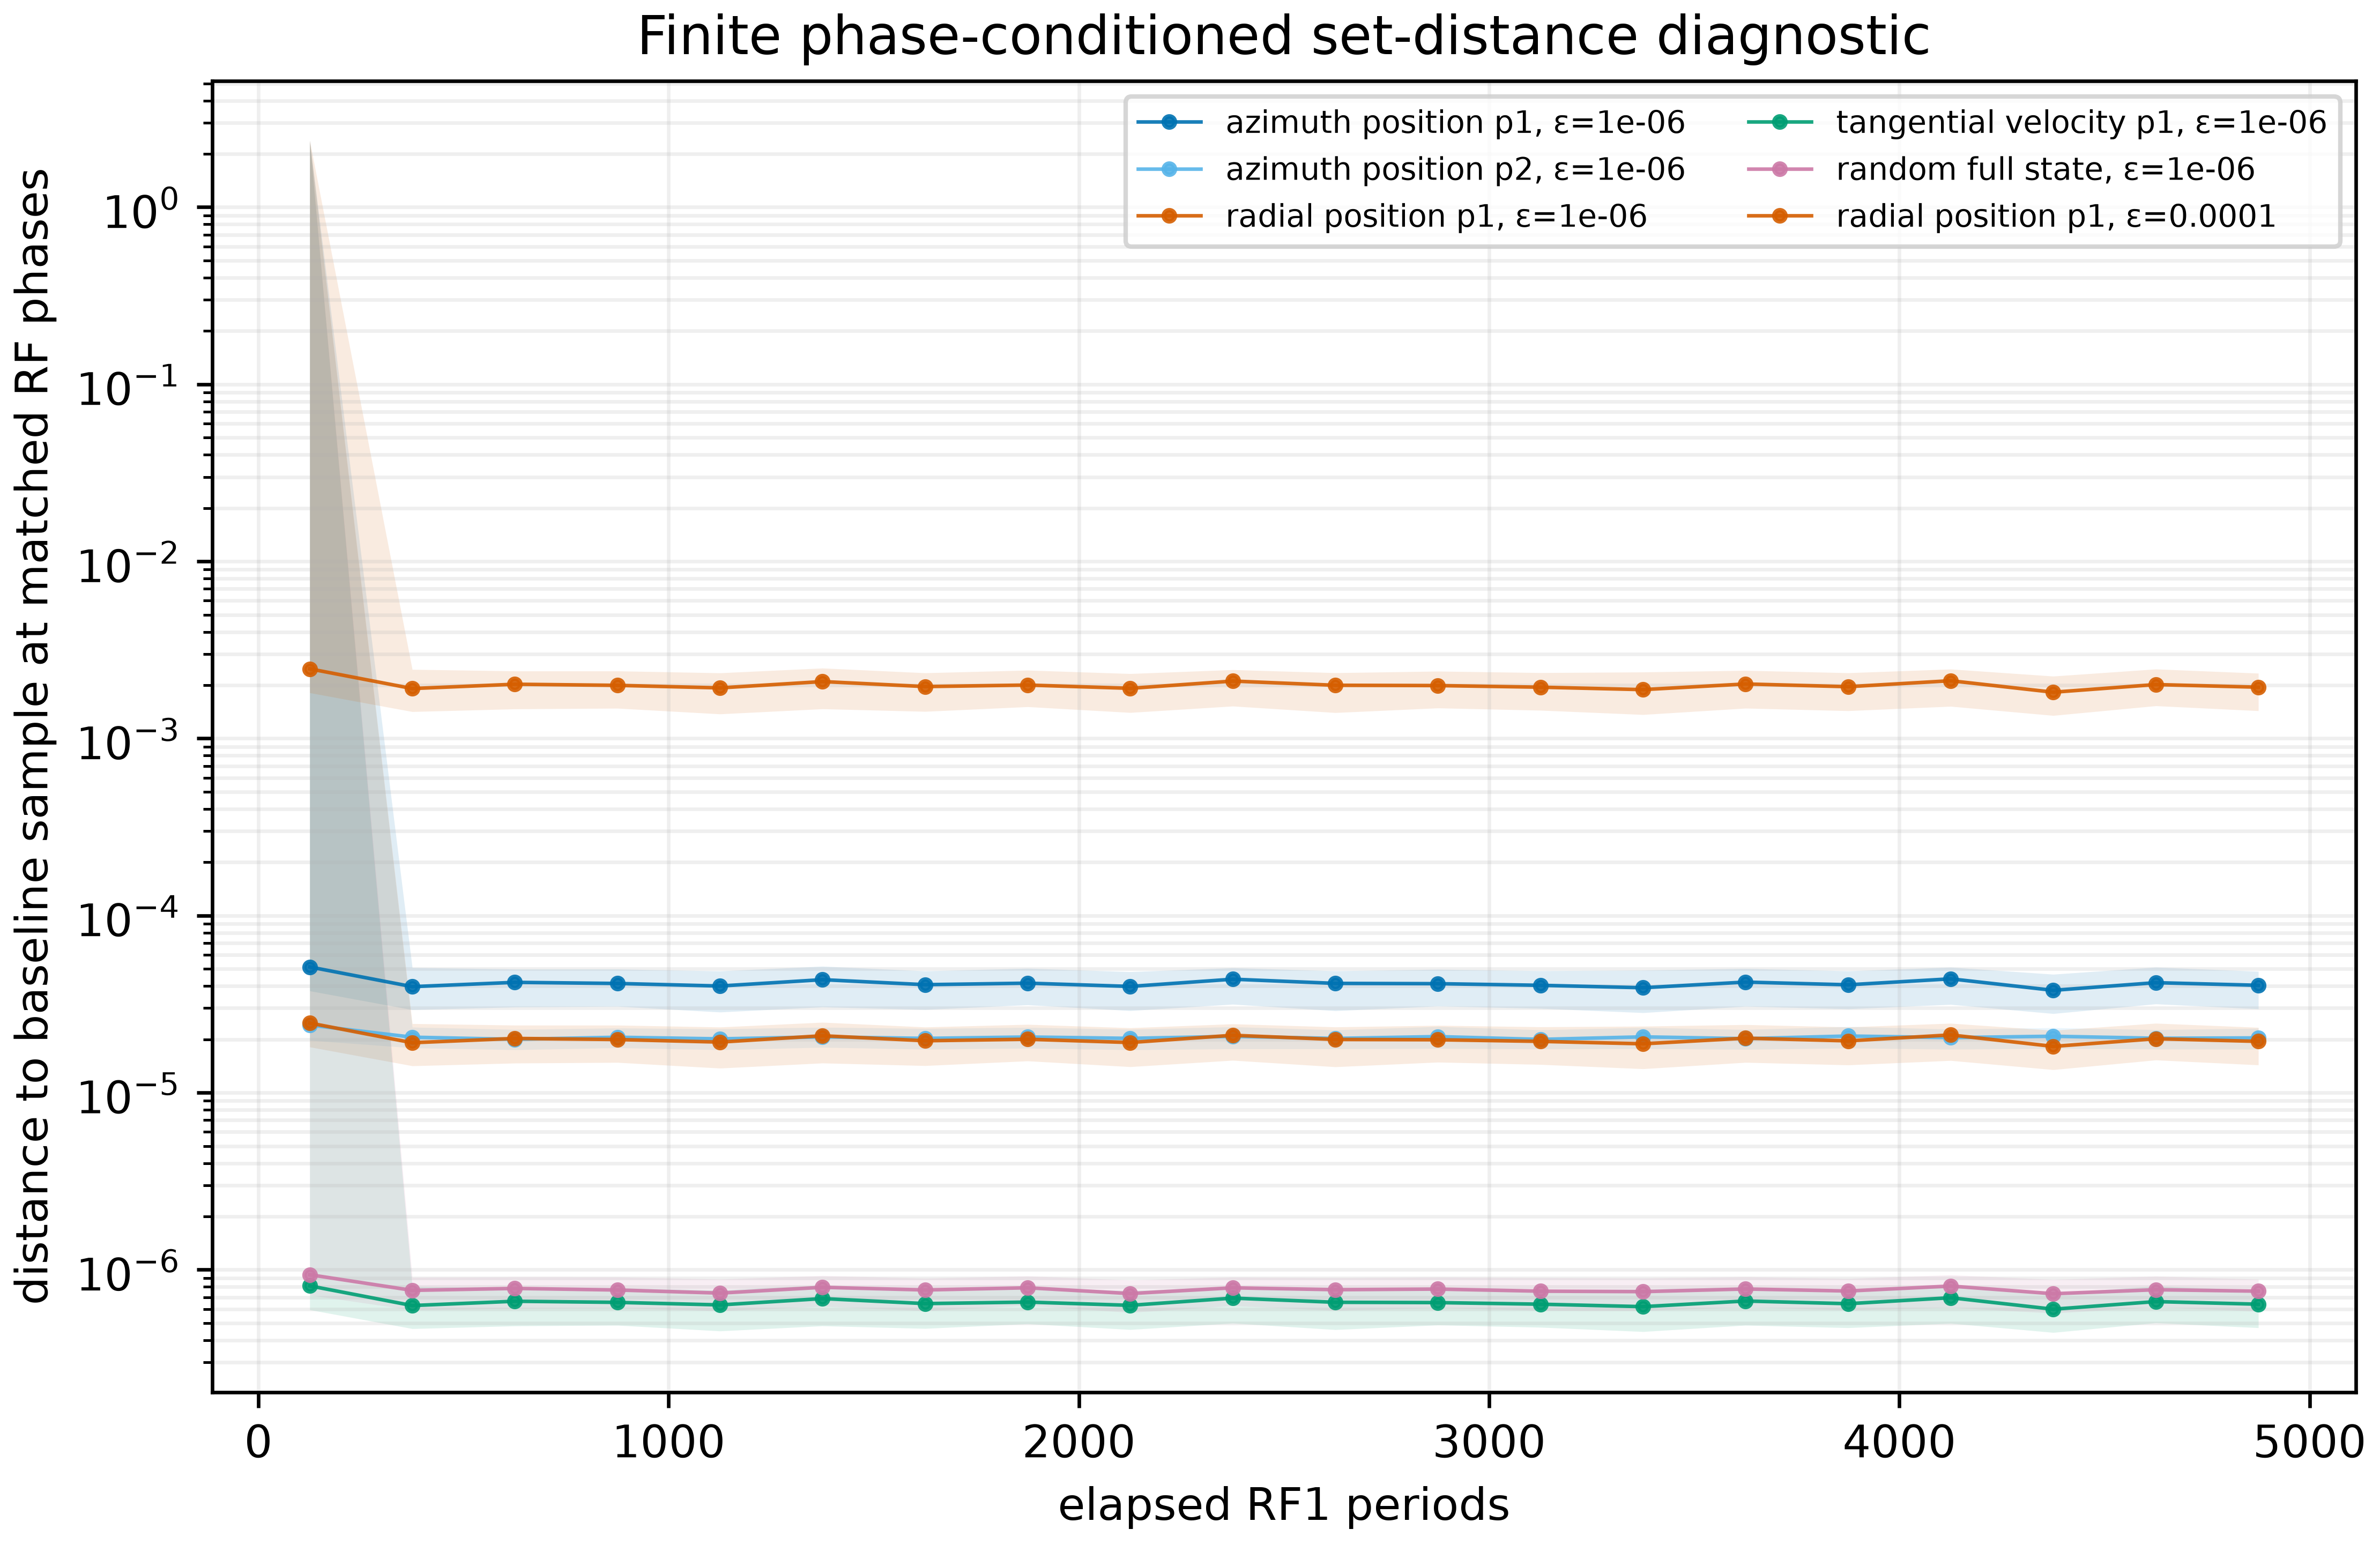 Finite phase-conditioned set-distance diagnostic
azimuth position p1, ε=1e-06
azimuth position p2, ε=1e-06
radial position p1, ε=1e-06
tangential velocity p1, ε=1e-06
random full state, ε=1e-06
radial position p1, ε=0.0001
distance to baseline sample at matched RF phases
10⁰
10⁻¹
10⁻²
10⁻³
10⁻⁴
10⁻⁵
10⁻⁶
0 1000 2000 3000 4000 5000
elapsed RF1 periods